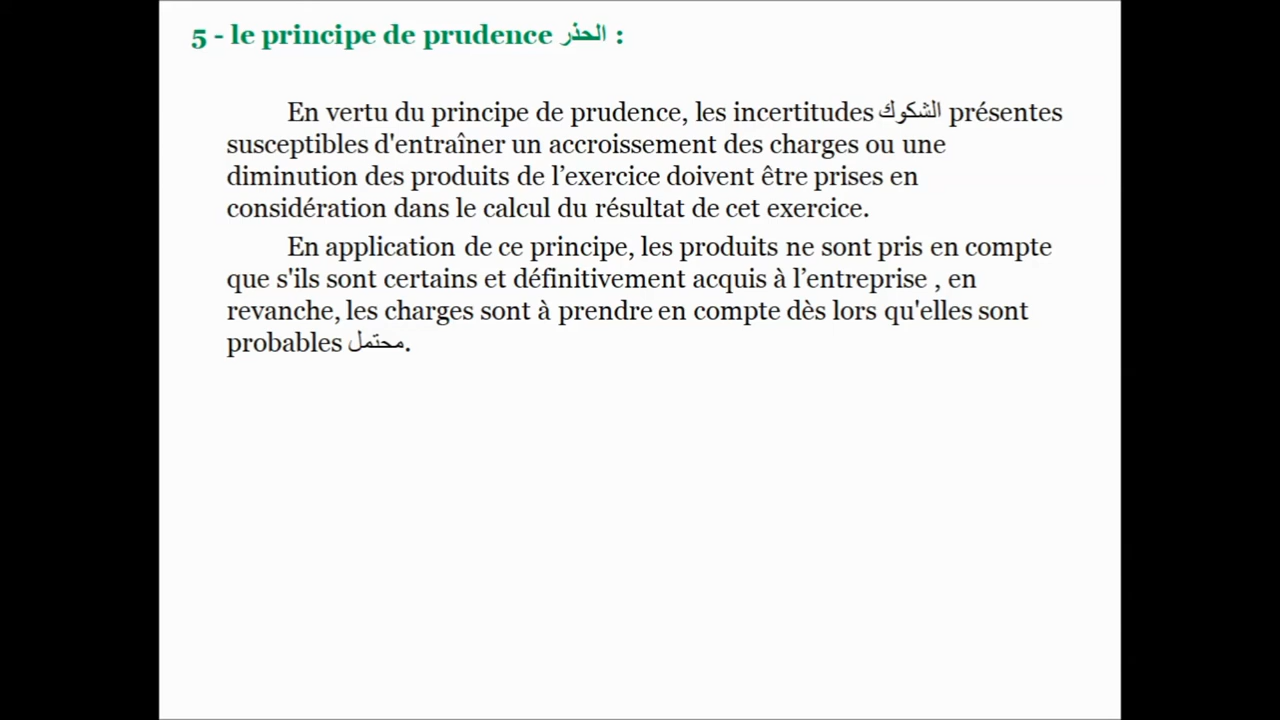 5 - le principe de prudence الحذر :
En vertu du principe de prudence, les incertitudes الشكوك présentes
susceptibles d'entraîner un accroissement des charges ou une
diminution des produits de l’exercice doivent être prises en
considération dans le calcul du résultat de cet exercice.
En application de ce principe, les produits ne sont pris en compte
que s'ils sont certains et définitivement acquis à l’entreprise , en
revanche, les charges sont à prendre en compte dès lors qu'elles sont
probables محتمل.